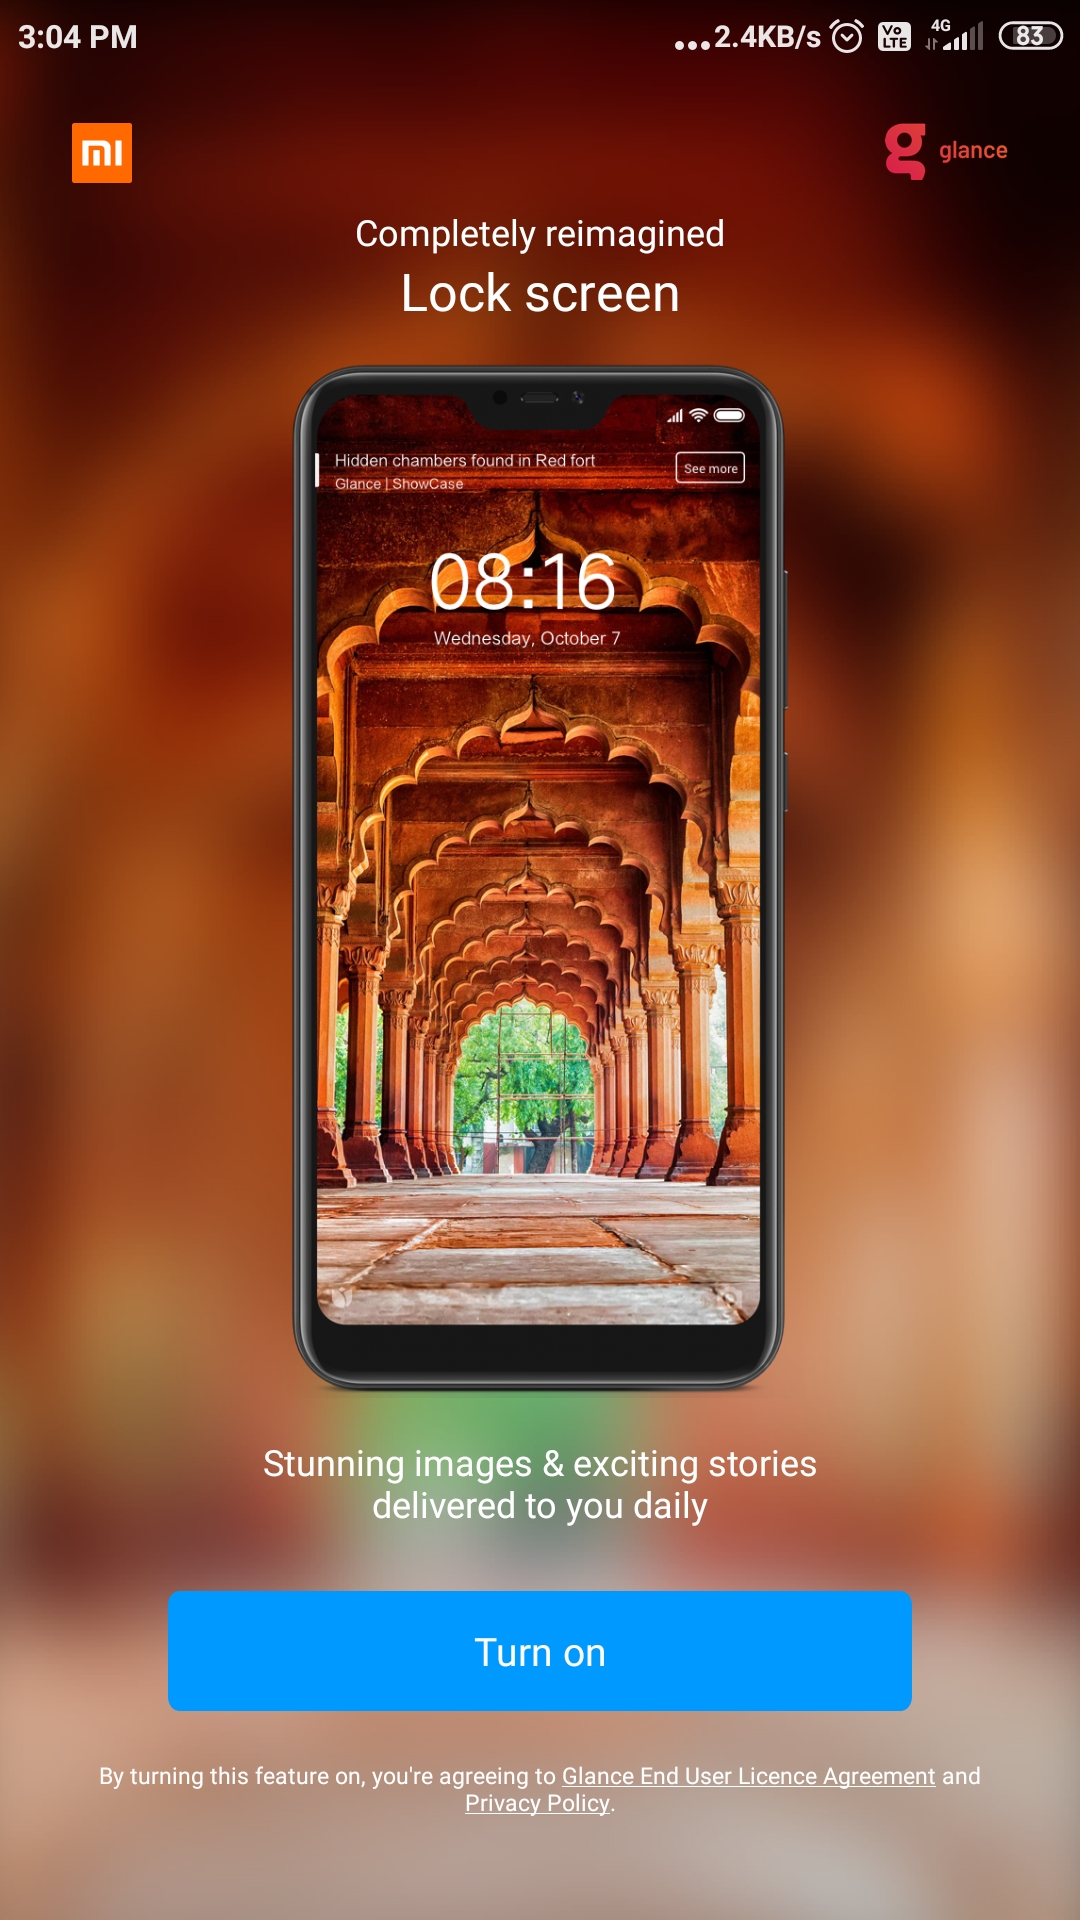 3:04 PM
...2.4KB/s
Vo
LTE
4G
83
mi
g glance
Completely reimagined
Lock screen
Hidden chambers found in Red fort
Glance | ShowCase
See more
08:16
Wednesday, October 7
Stunning images & exciting stories
delivered to you daily
Turn on
By turning this feature on, you're agreeing to Glance End User Licence Agreement and
Privacy Policy.